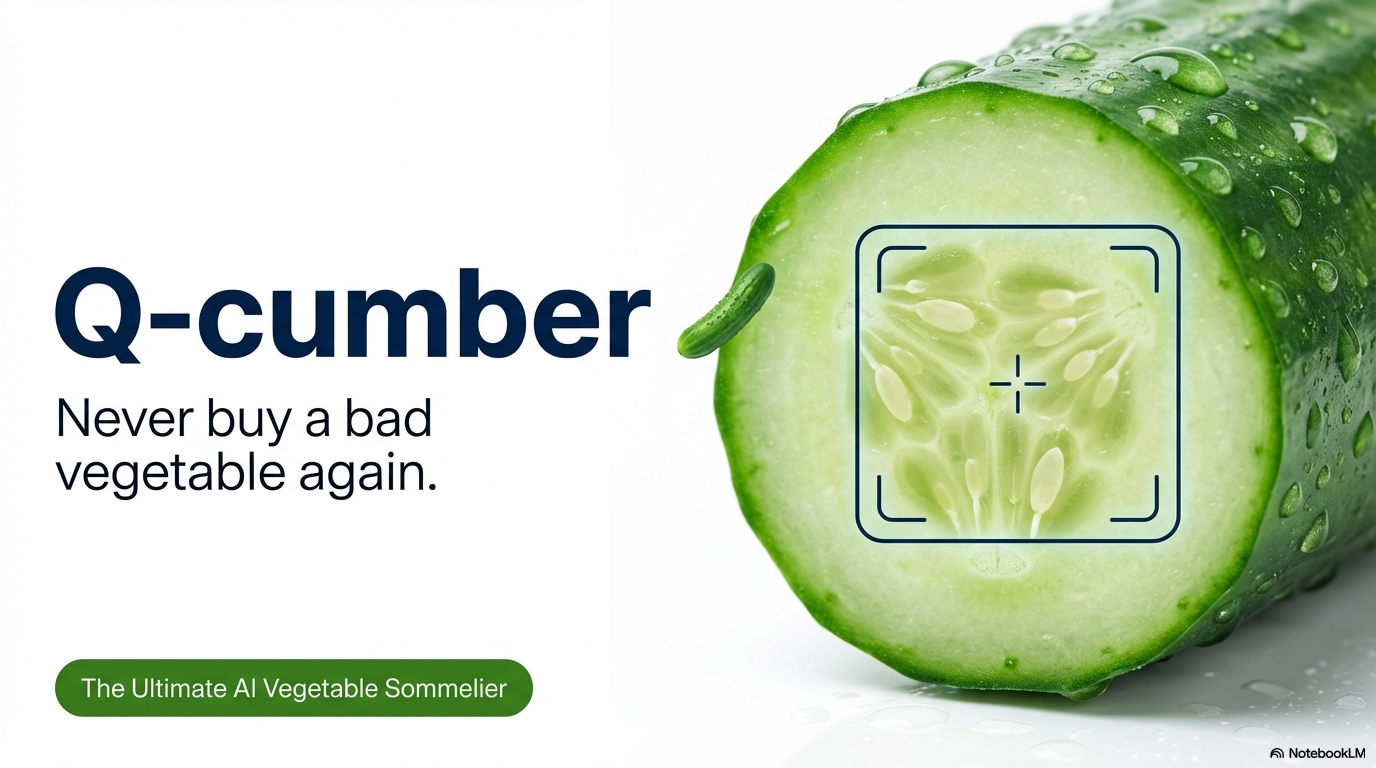 Q-cumber
Never buy a bad
vegetable again.
The Ultimate AI Vegetable Sommelier
NotebookLM